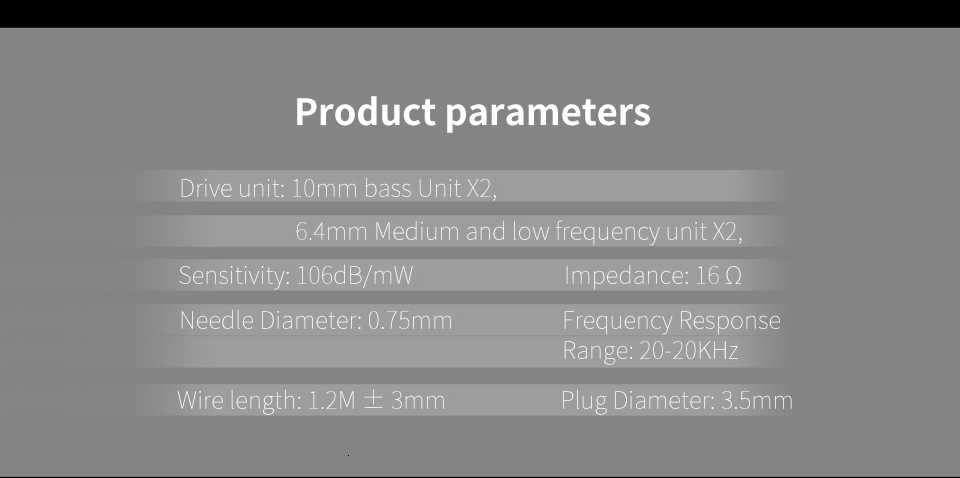 Product parameters
Drive unit: 10mm bass Unit X2,
6.4mm Medium and low frequency unit X2,
Sensitivity: 106dB/mW Impedance: 16 Ω
Needle Diameter: 0.75mm Frequency Response
Range: 20-20KHz
Wire length: 1.2M ± 3mm Plug Diameter: 3.5mm